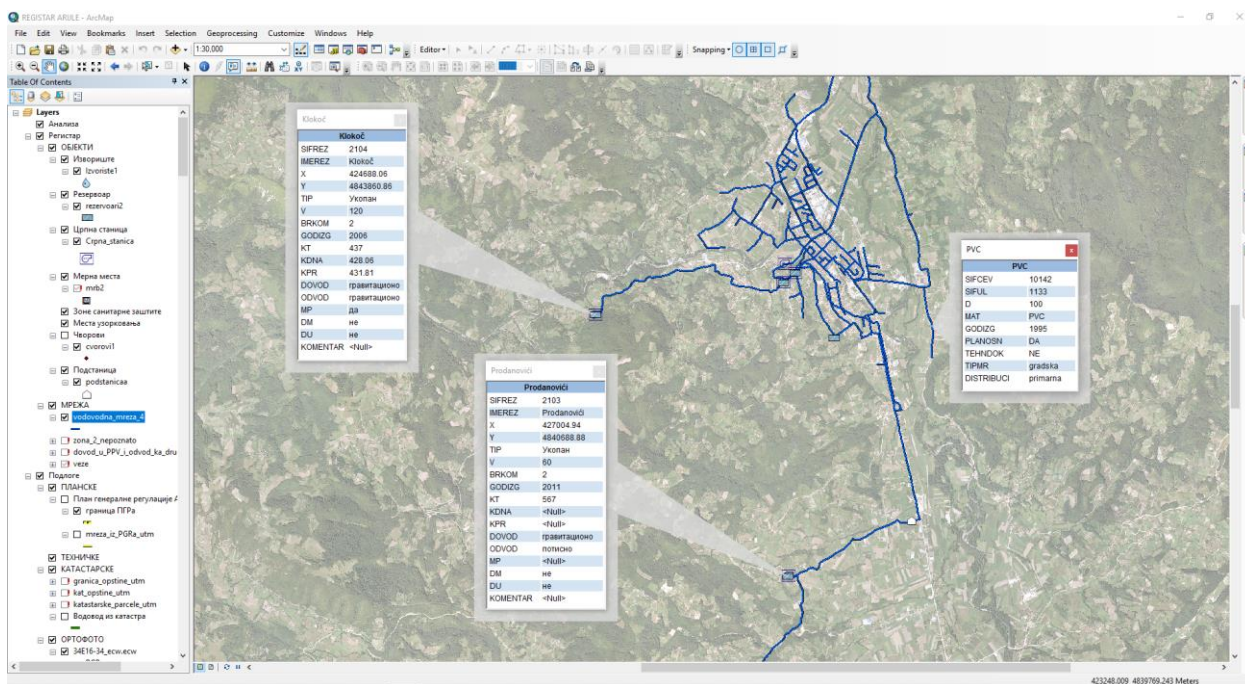 REGISTAR ARILJE - ArcMap
File Edit View Bookmarks Insert Selection Geoprocessing Customize Windows Help
1:30,000
Editor
Snapping
Table Of Contents
Layers
Анализа
Регистар
ОБЈЕКТИ
Извориште
Izvoriste1
Резервоар
rezervoari2
Црпна станица
Crpna_stanica
Мерна места
mrb2
Зоне санитарне заштите
Места узорковања
Чворови
cvorovi1
Подстаница
podstanicaa
МРЕЖА
vodovodna_mreza_4
zona_2_nepoznato
dovod_u_PPV_i_odvod_ka_dru
veze
Подлоге
ПЛАНСКЕ
План генералне регулације А
граница ПГРа
mreza_iz_PGRa_utm
ТЕХНИЧКЕ
КАТАСТАРСКЕ
granica_opstine_utm
kat_opstine_utm
katastarske_parcele_utm
Водовод из катастра
ОРТОФОТО
34E16-34_ecw.ecw
Klokoč
Klokoč
SIFREZ 2104
IMEREZ Klokoč
X 424688.06
Y 4843860.86
TIP Укопан
V 120
BRKOM 2
GODIZG 2006
KT 437
KDNA 428.06
KPR 431.81
DOVOD гравитационо
ODVOD гравитационо
MP да
DM не
DU не
KOMENTAR <Null>
Prodanovići
Prodanovići
SIFREZ 2103
IMEREZ Prodanovići
X 427004.94
Y 4840688.88
TIP Укопан
V 60
BRKOM 2
GODIZG 2011
KT 567
KDNA <Null>
KPR <Null>
DOVOD гравитационо
ODVOD потисно
MP <Null>
DM не
DU не
KOMENTAR <Null>
PVC
PVC
SIFCEV 10142
SIFUL 1133
D 100
MAT PVC
GODIZG 1995
PLANOSN DA
TEHNDOK NE
TIPMR gradska
DISTRIBUCI primarna
423248.009 4839769.243 Meters